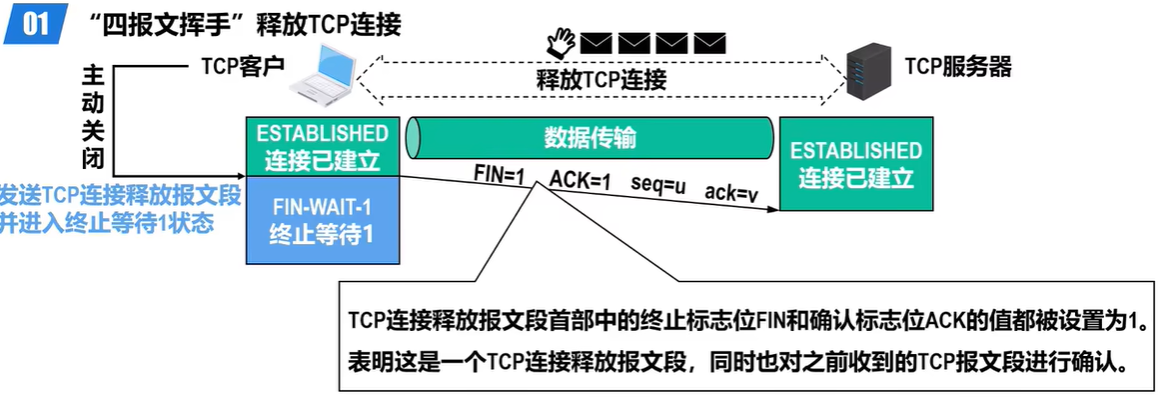 01 “四报文挥手”释放TCP连接
TCP客户
释放TCP连接
TCP服务器
主动关闭
ESTABLISHED
连接已建立
数据传输
ESTABLISHED
连接已建立
FIN=1 ACK=1 seq=u ack=v
发送TCP连接释放报文段
并进入终止等待1状态
FIN-WAIT-1
终止等待1
TCP连接释放报文段首部中的终止标志位FIN和确认标志位ACK的值都被设置为1。
表明这是一个TCP连接释放报文段，同时也对之前收到的TCP报文段进行确认。